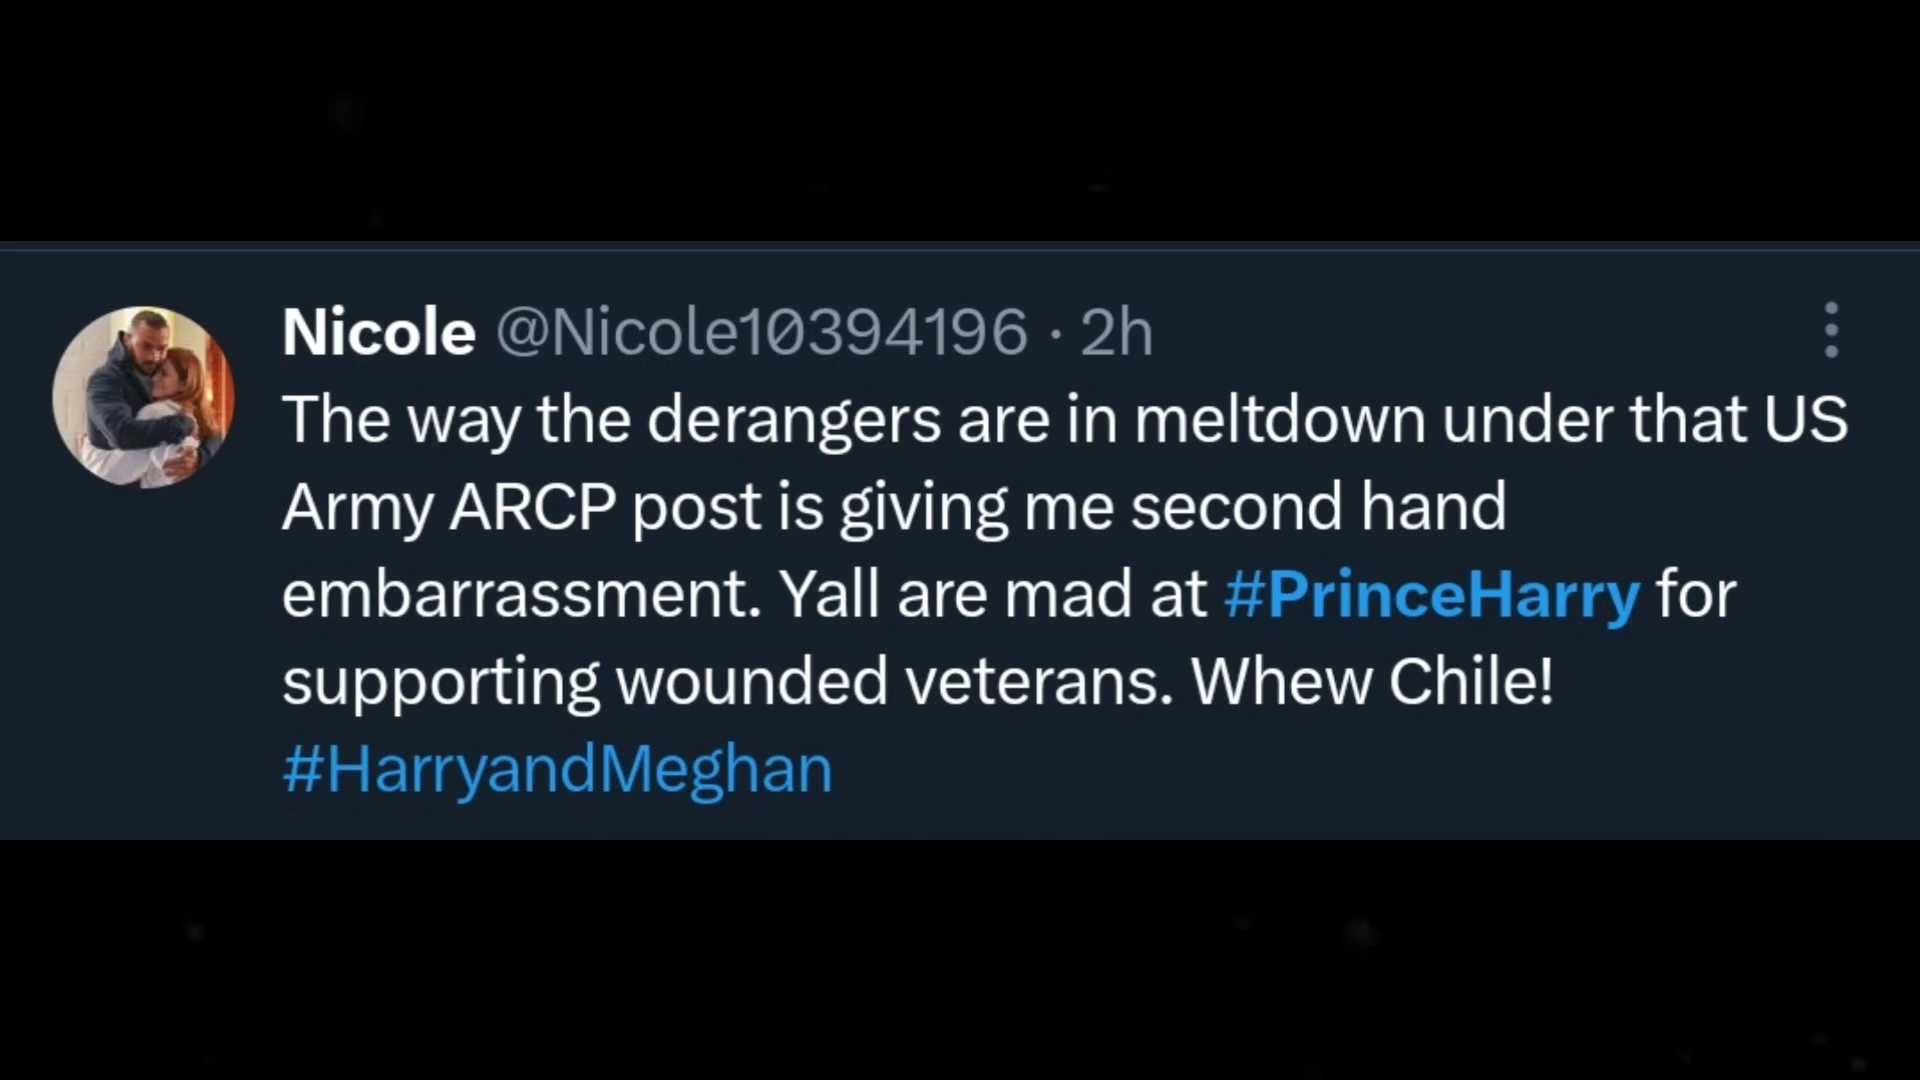 Nicole @Nicole10394196 · 2h
The way the derangers are in meltdown under that US
Army ARCP post is giving me second hand
embarrassment. Yall are mad at #PrinceHarry for
supporting wounded veterans. Whew Chile!
#HarryandMeghan